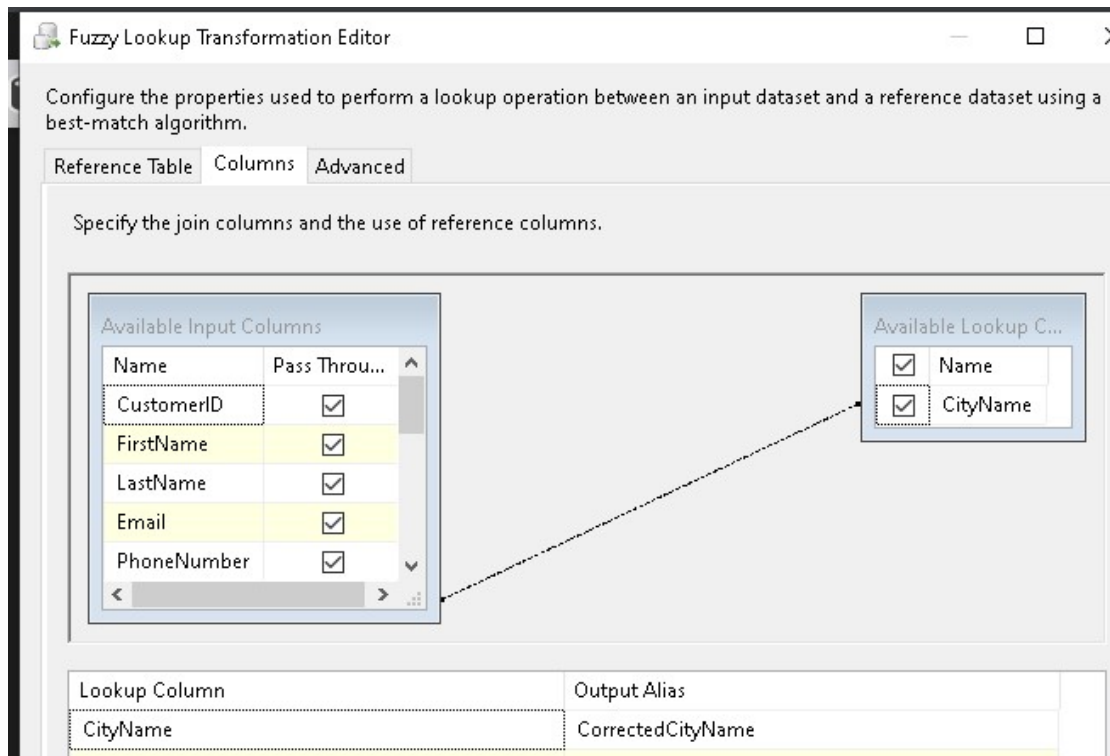 Fuzzy Lookup Transformation Editor
Configure the properties used to perform a lookup operation between an input dataset and a reference dataset using a
best-match algorithm.
Reference Table Columns Advanced
Specify the join columns and the use of reference columns.
Available Input Columns
Name Pass Throu...
CustomerID
FirstName
LastName
Email
PhoneNumber
Available Lookup C...
Name
CityName
Lookup Column Output Alias
CityName CorrectedCityName